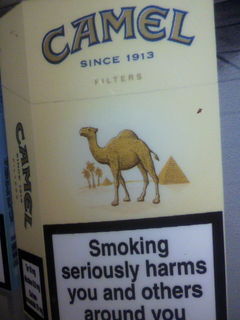 CAMEL
SINCE 1913
FILTERS
CAMEL
Smoking
seriously harms
you and others
around you